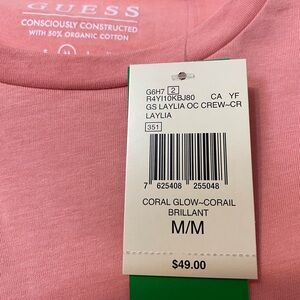 GUESS
CONSCIOUSLY CONSTRUCTED
WITH 50% ORGANIC COTTON
G6H7 2
R4YI10KBJ80 CA YF
GS LAYLIA OC CREW-CR
LAYLIA
351
7 625408 255048
CORAL GLOW-CORAIL
BRILLANT
M/M
$49.00